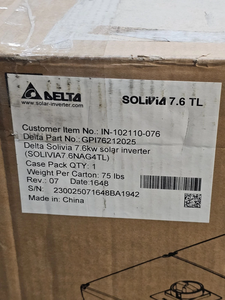 DELTA
www.solar-inverter.com
SOLIVIA 7.6 TL
Customer Item No.: IN-102110-076
Delta Part No.: GPI76212025
Delta Solivia 7.6kw solar inverter
(SOLIVIA7.6NAG4TL)
Case Pack QTY: 1
Weight Per Carton: 75 lbs
Rev.: 07 Date:1648
S/N: 230025071648BA1942
Made in: China